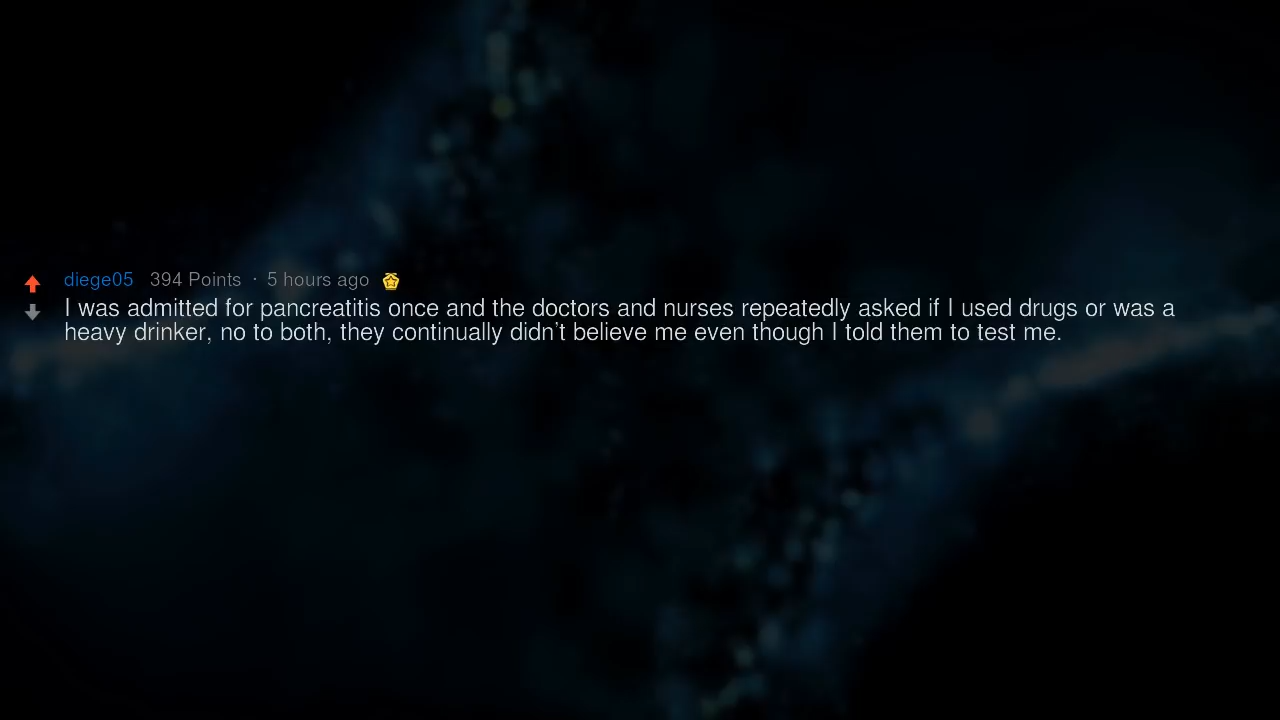 diege05 394 Points · 5 hours ago
I was admitted for pancreatitis once and the doctors and nurses repeatedly asked if I used drugs or was a
heavy drinker, no to both, they continually didn't believe me even though I told them to test me.